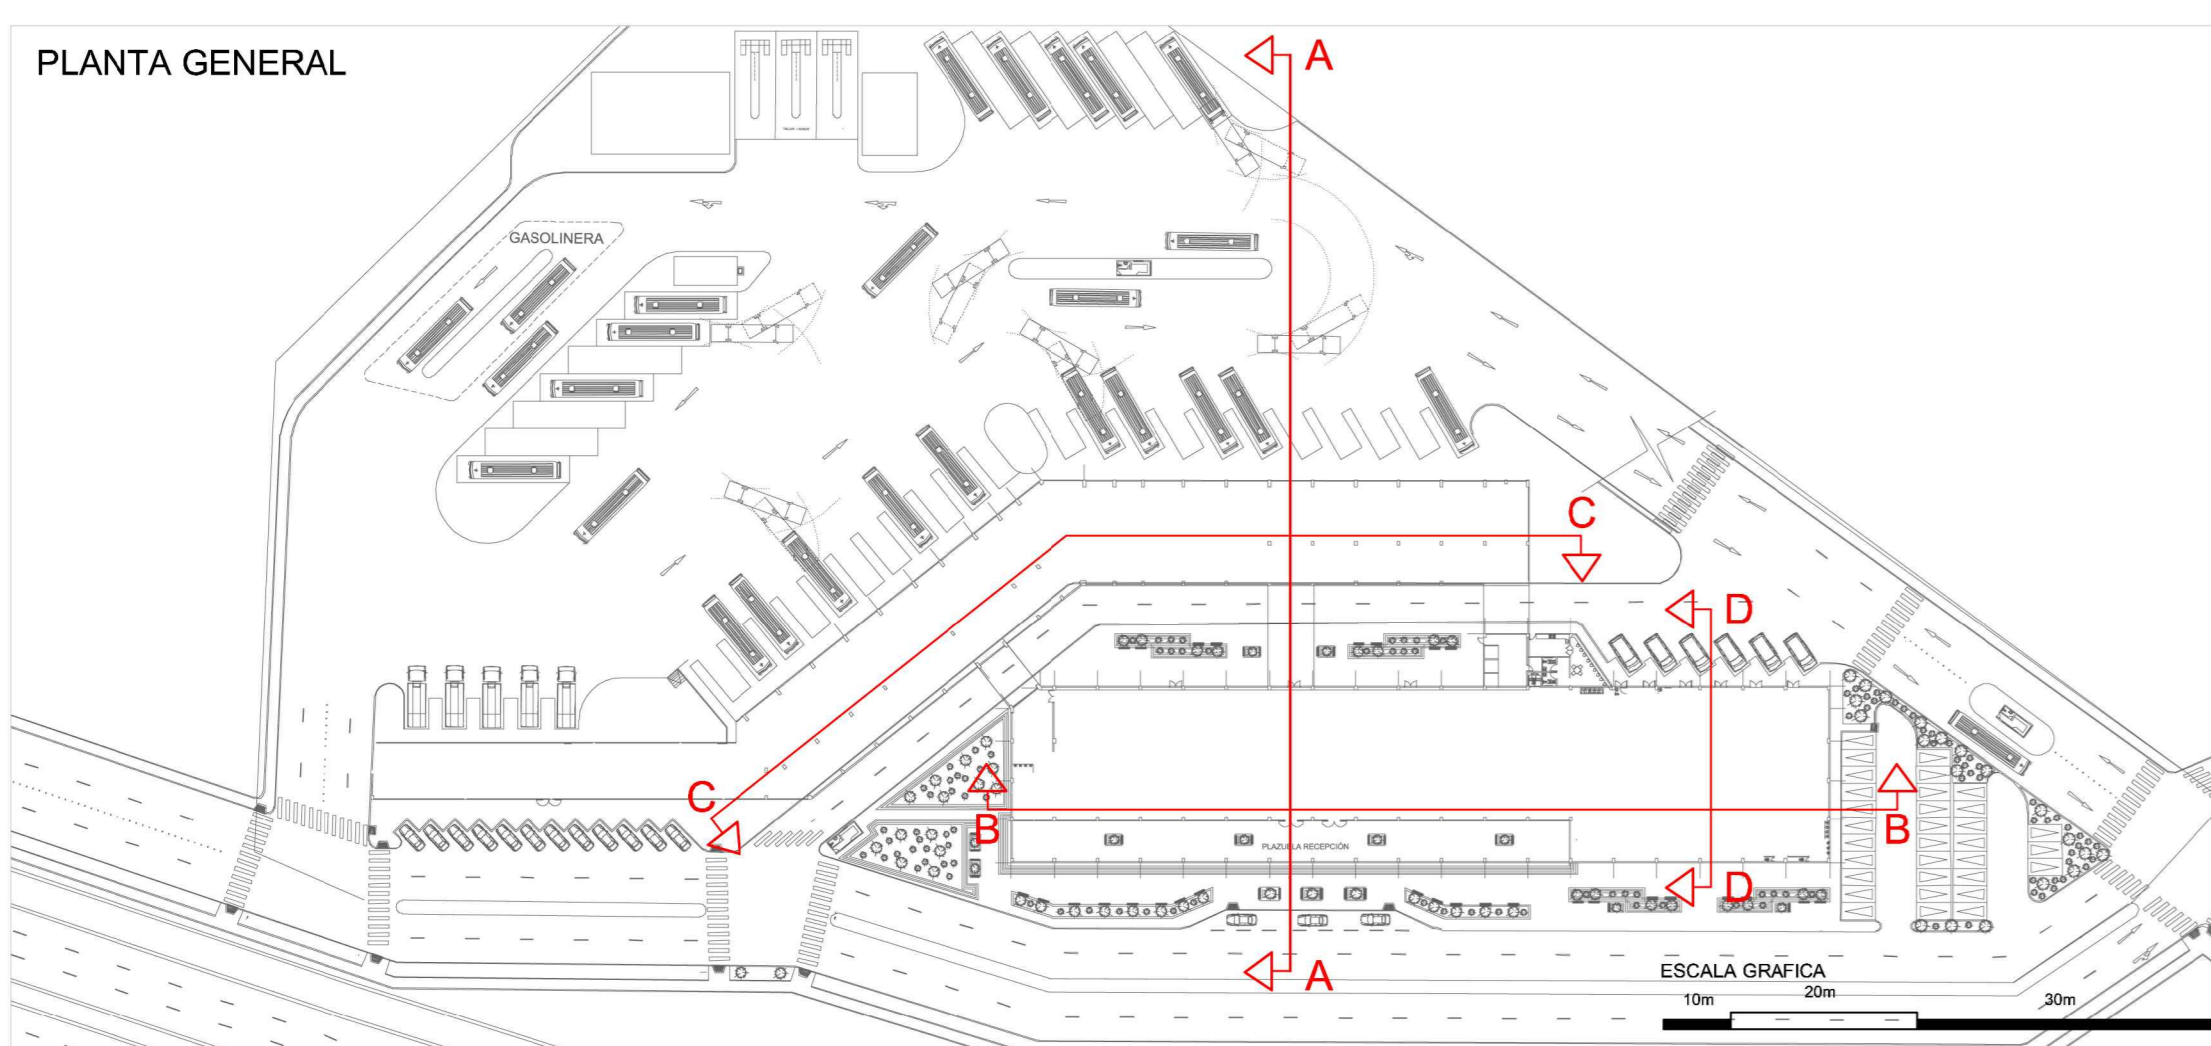 PLANTA GENERAL
A
GASOLINERA
C
D
C
B
B
PLAZUELA RECEPCIÓN
D
A
ESCALA GRAFICA
10m 20m 30m